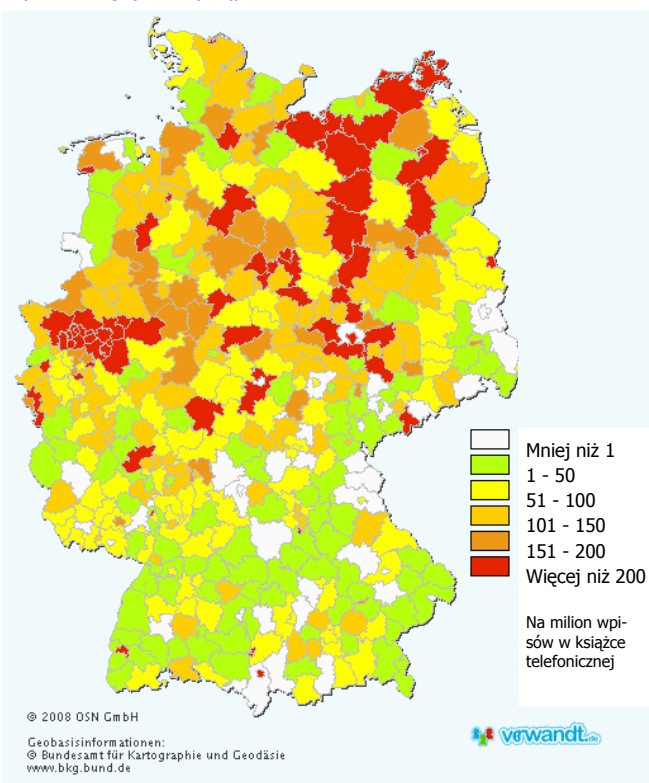 Mniej niż 1
1 - 50
51 - 100
101 - 150
151 - 200
Więcej niż 200
Na milion wpi-
sów w książce
telefonicznej
© 2008 OSN GmbH
Geobasisinformationen:
© Bundesamt für Kartographie und Geodäsie
www.bkg.bund.de
verwandt.de